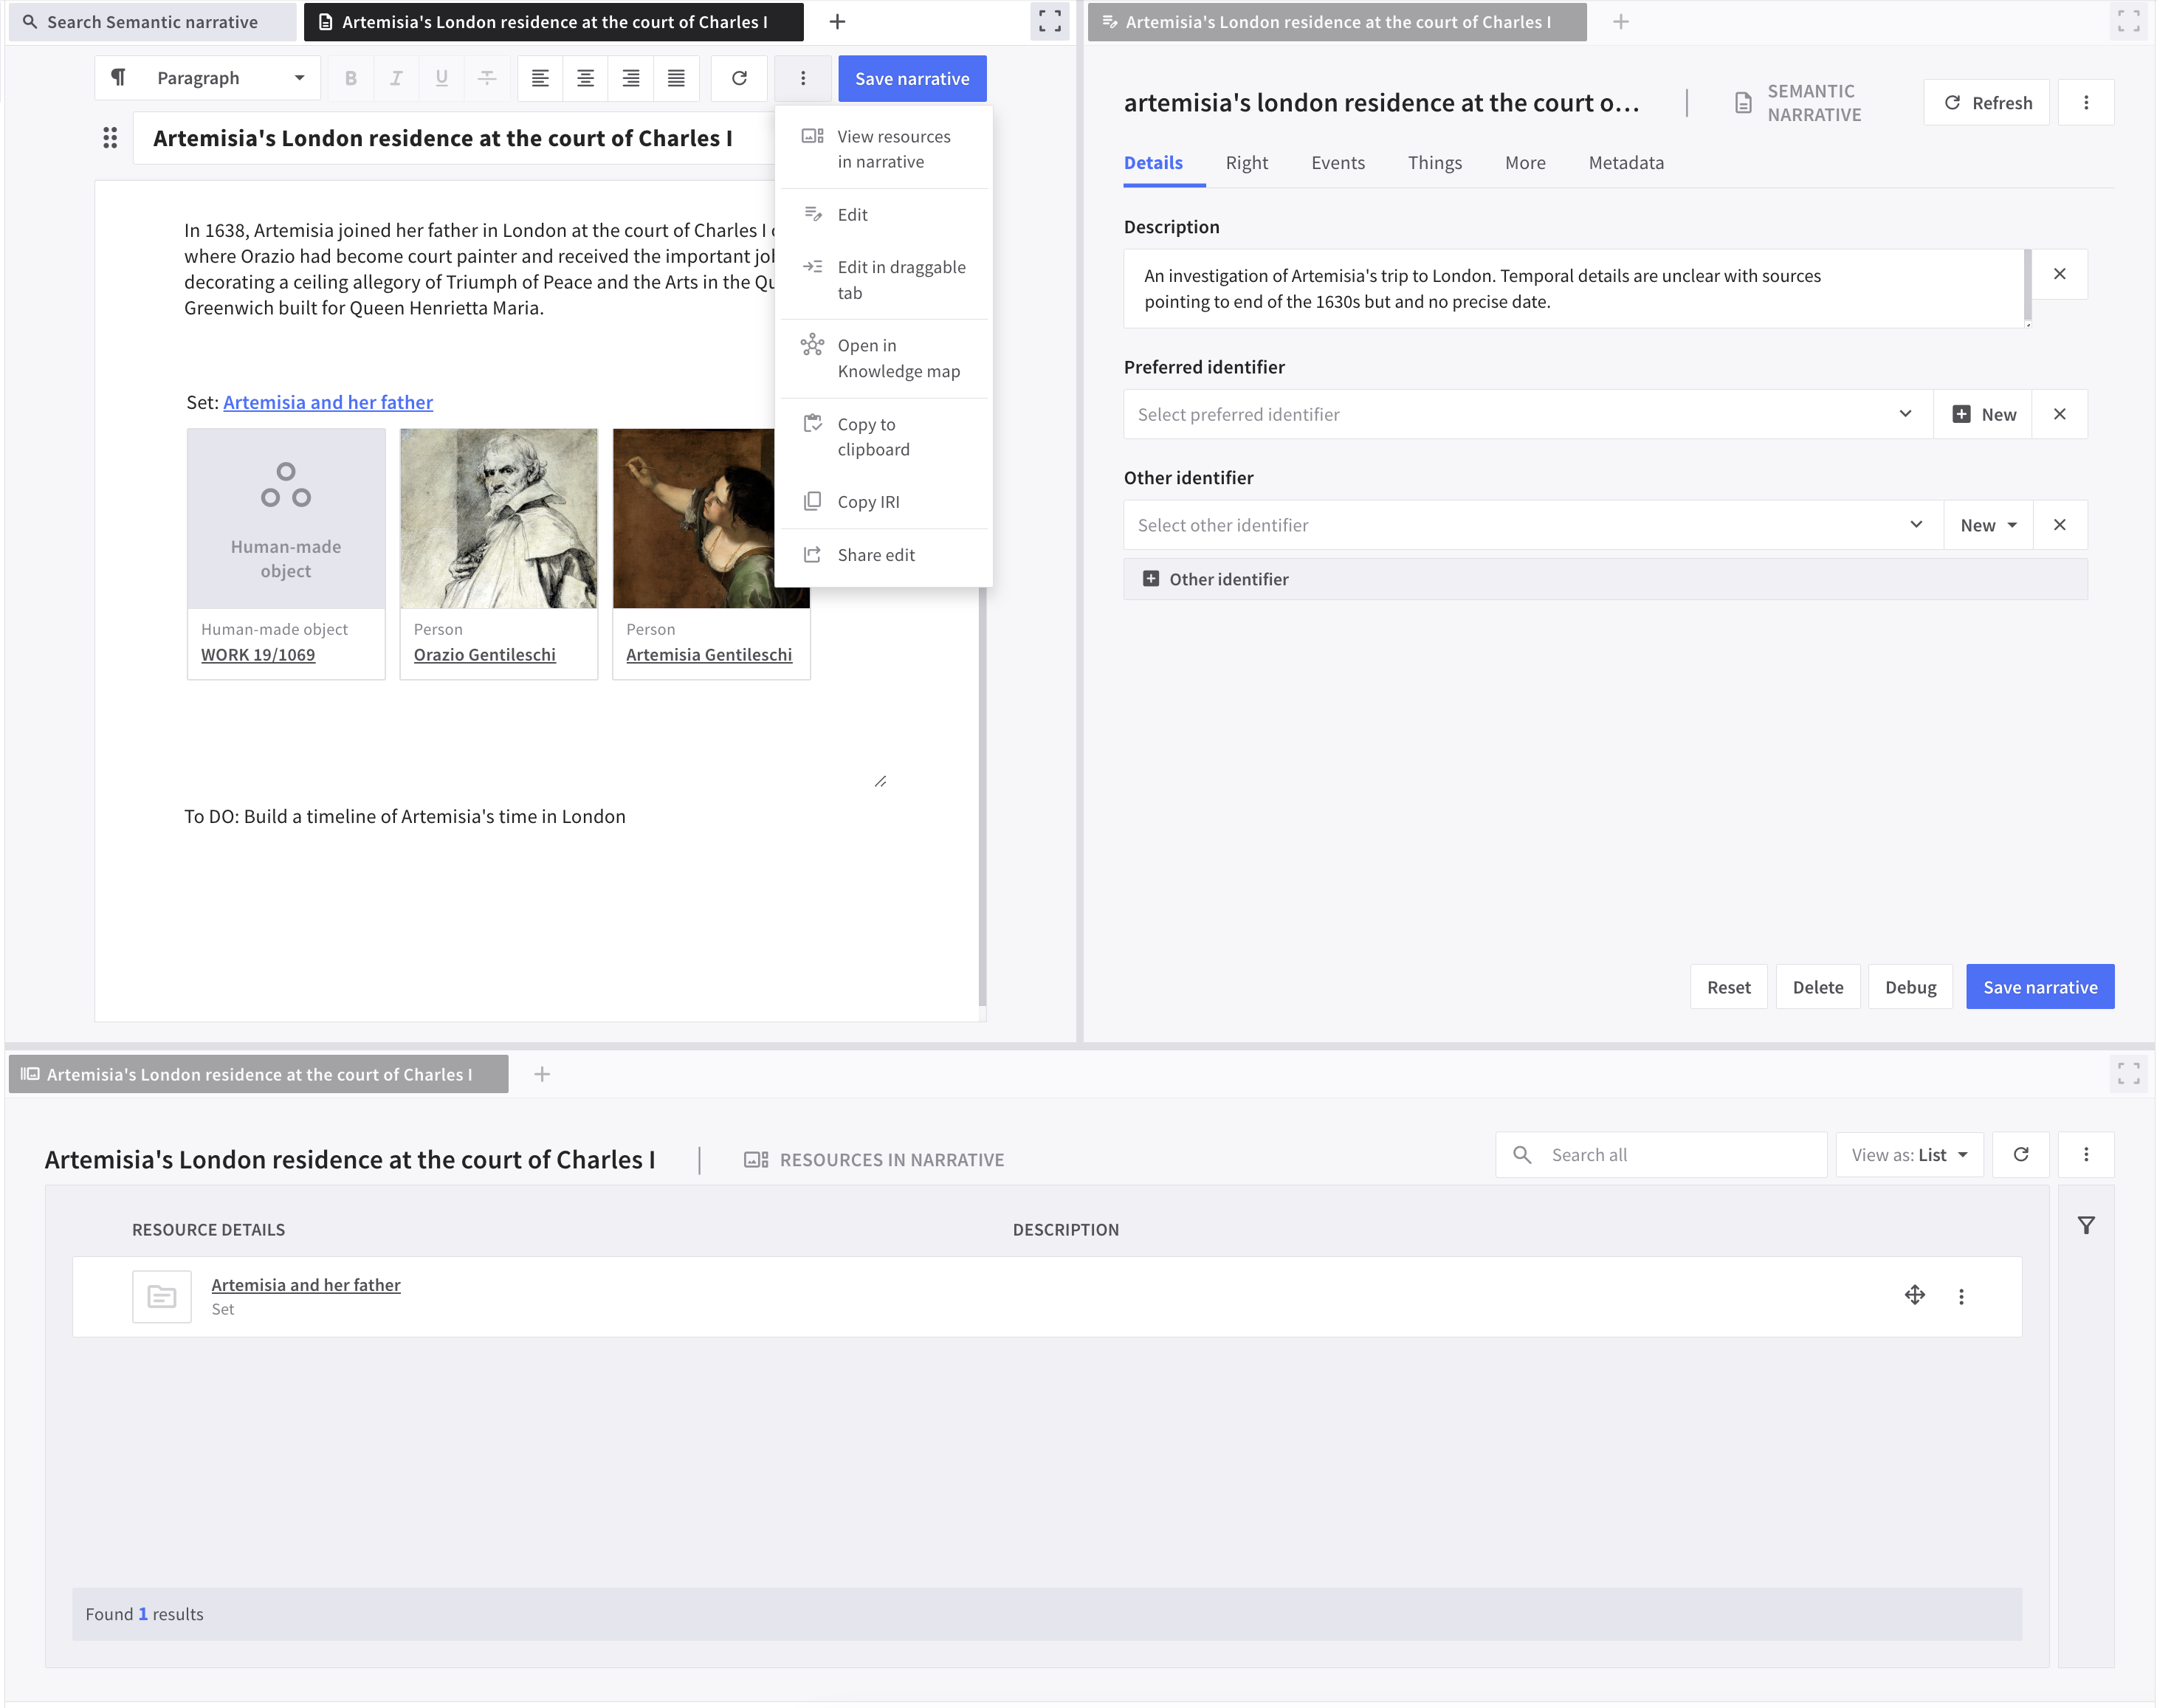 Search Semantic narrative
Artemisia's London residence at the court of Charles I
Paragraph
B I U T
Save narrative
Artemisia's London residence at the court of Charles I
In 1638, Artemisia joined her father in London at the court of Charles I
where Orazio had become court painter and received the important
decorating a ceiling allegory of Triumph of Peace and the Arts in the
Greenwich built for Queen Henrietta Maria.
Set: Artemisia and her father
Human-made
object
Human-made object
WORK 19/1069
Person
Orazio Gentileschi
Person
Artemisia Gentileschi
To DO: Build a timeline of Artemisia's time in London
View resources
in narrative
Edit
Edit in draggable
tab
Open in
Knowledge map
Copy to
clipboard
Copy IRI
Share edit
Artemisia's London residence at the court of Charles I
artemisia's london residence at the court o...
SEMANTIC
NARRATIVE
Refresh
Details Right Events Things More Metadata
Description
An investigation of Artemisia's trip to London. Temporal details are unclear with sources
pointing to end of the 1630s but and no precise date.
Preferred identifier
Select preferred identifier
New
Other identifier
Select other identifier
New
Other identifier
Reset Delete Debug Save narrative
Artemisia's London residence at the court of Charles I
Artemisia's London residence at the court of Charles I
RESOURCES IN NARRATIVE
Search all
View as: List
RESOURCE DETAILS DESCRIPTION
Artemisia and her father
Set
Found 1 results